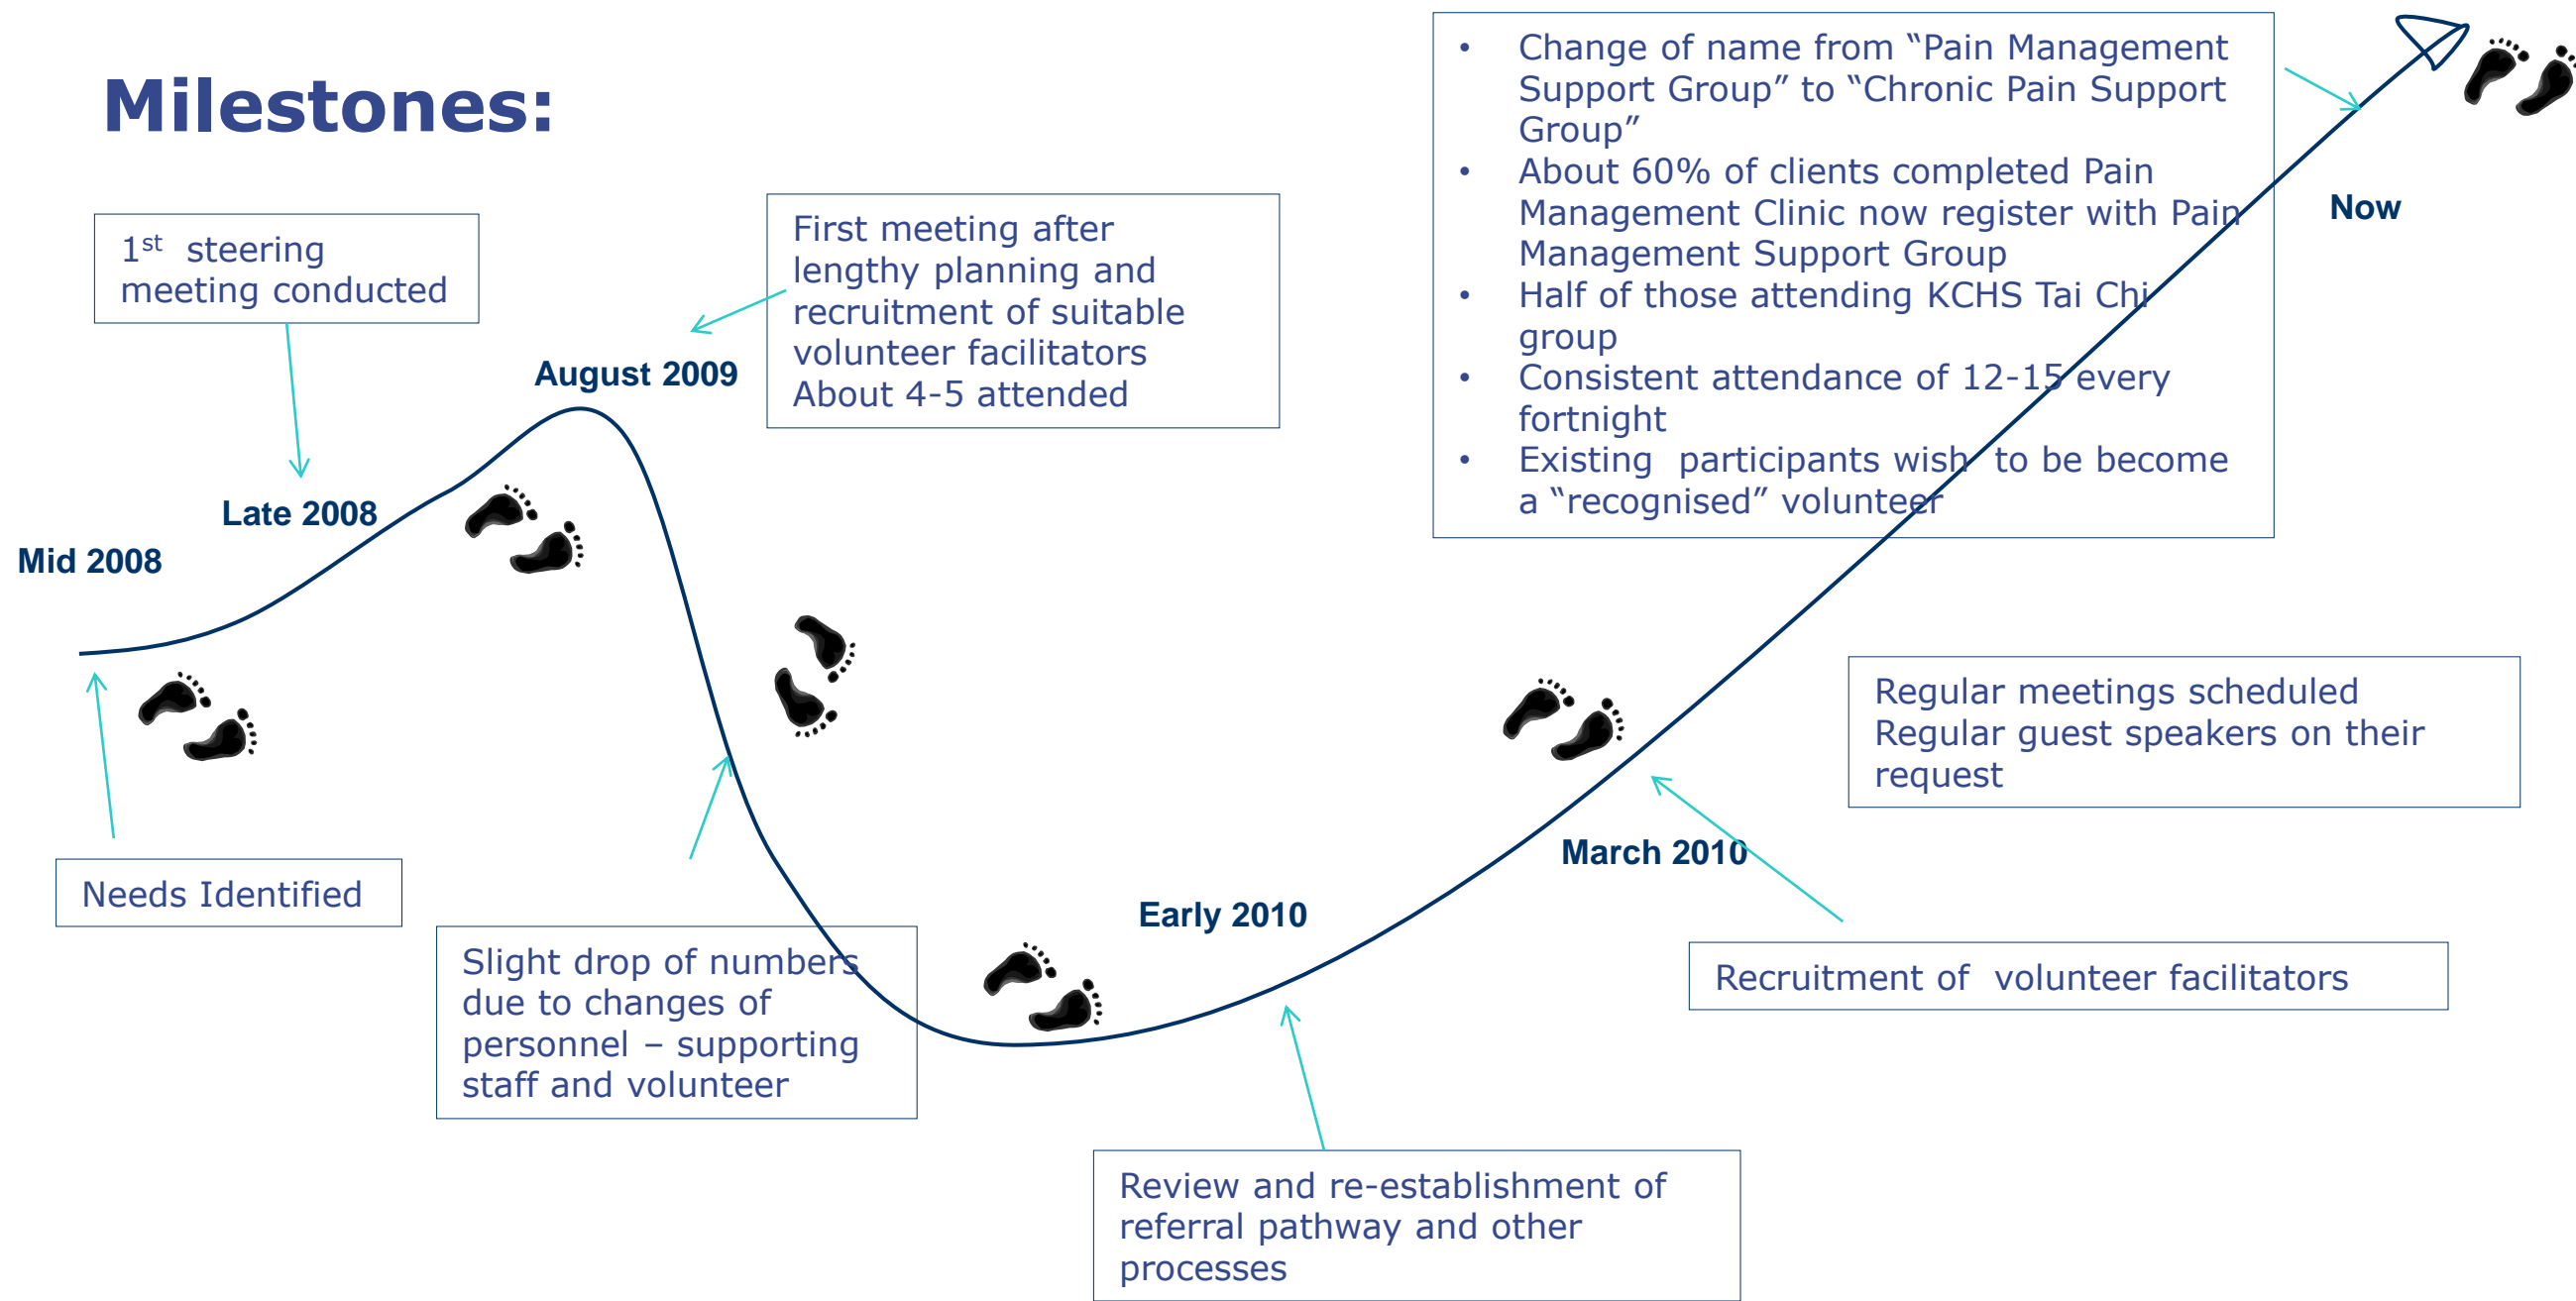 Milestones:
1st steering
meeting conducted
First meeting after
lengthy planning and
recruitment of suitable
volunteer facilitators
About 4-5 attended
• Change of name from “Pain Management
Support Group” to “Chronic Pain Support
Group”
• About 60% of clients completed Pain
Management Clinic now register with Pain
Management Support Group
• Half of those attending KCHS Tai Chi
group
• Consistent attendance of 12-15 every
fortnight
• Existing participants wish to be become
a “recognised” volunteer
Now
August 2009
Late 2008
Mid 2008
Needs Identified
Slight drop of numbers
due to changes of
personnel – supporting
staff and volunteer
Early 2010
March 2010
Regular meetings scheduled
Regular guest speakers on their
request
Recruitment of volunteer facilitators
Review and re-establishment of
referral pathway and other
processes